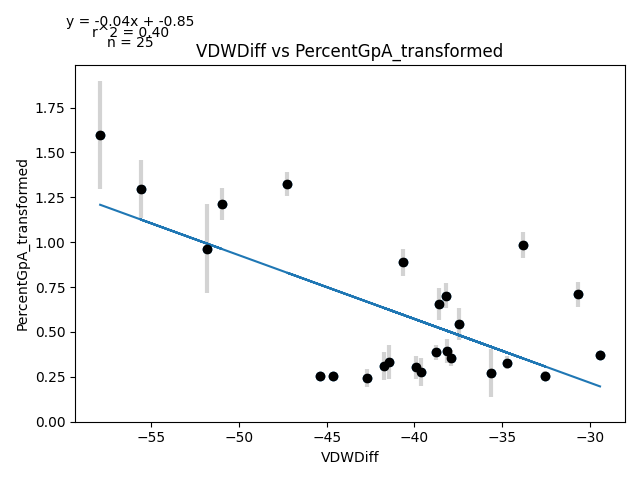 y = -0.04x + -0.85
r^2 = 0.40
n = 25
VDWDiff vs PercentGpA_transformed
PercentGpA_transformed
1.75
1.50
1.25
1.00
0.75
0.50
0.25
0.00
−55
−50
−45
−40
−35
−30
VDWDiff